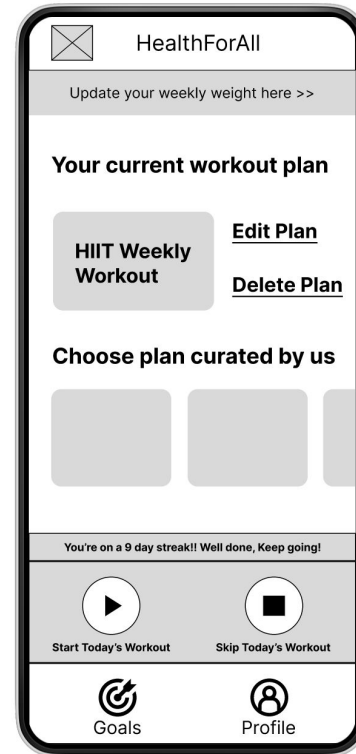 HealthForAll
Update your weekly weight here >>
Your current workout plan
HIIT Weekly
Workout
Edit Plan
Delete Plan
Choose plan curated by us
You're on a 9 day streak!! Well done, Keep going!
Start Today's Workout
Skip Today's Workout
Goals
Profile